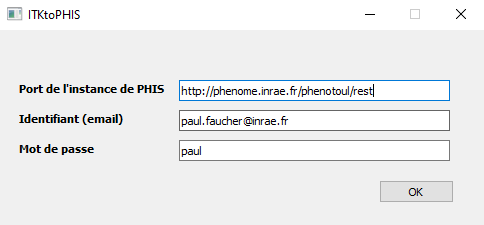 ITKtoPHIS
Port de l'instance de PHIS http://phenome.inrae.fr/phenotoul/rest
Identifiant (email) paul.faucher@inrae.fr
Mot de passe paul
OK